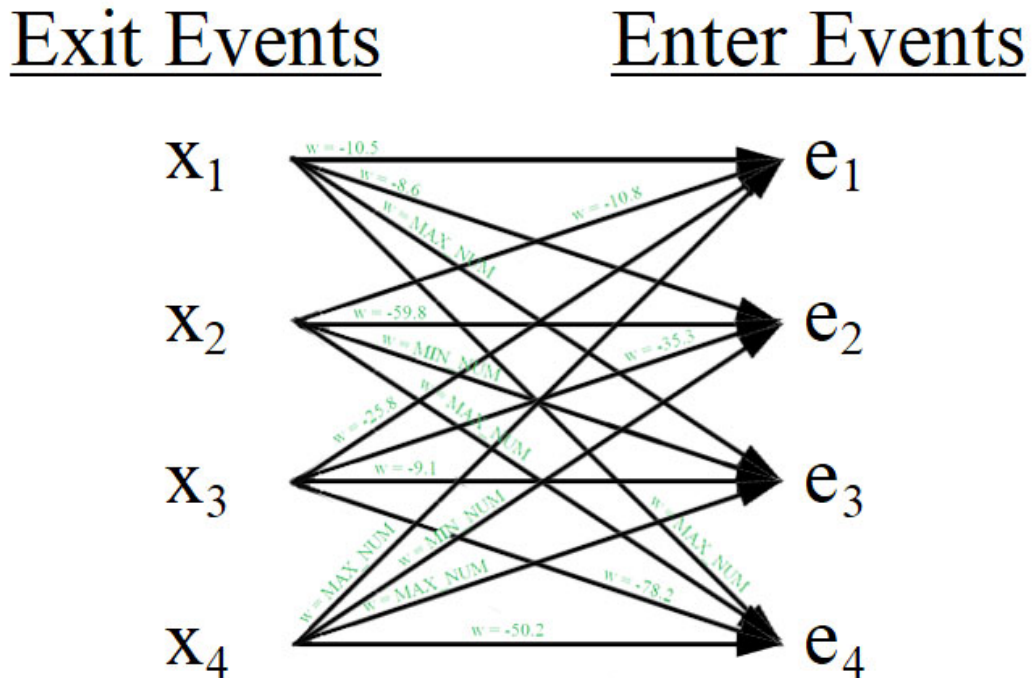 Exit Events
Enter Events
x1
w = -10.5
e1
w = -8.6
w = -10.8
w = MAX_NUM
x2
w = -59.8
e2
w = MIN_NUM
w = -35.3
w = MAX_NUM
w = -25.8
x3
w = -9.1
e3
w = MAX_NUM
w = MIN_NUM
w = MAX_NUM
w = MAX_NUM
w = -78.2
x4
w = -50.2
e4